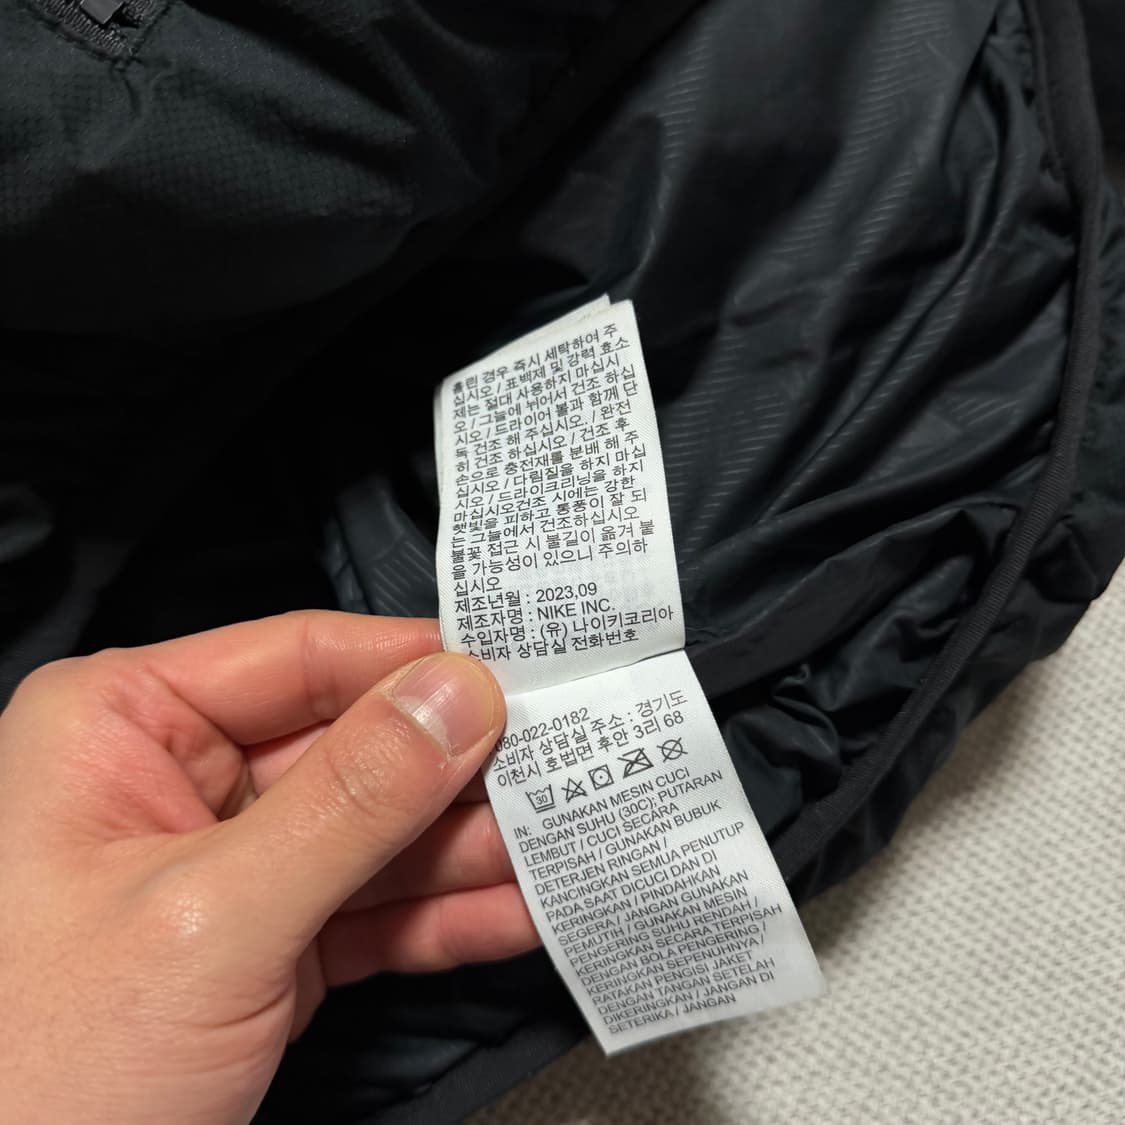 흘린 경우 즉시 세탁하여 주
십시오 / 표백제 및 강력 효소
제는 절대 사용하지 마십시
오 / 그늘에 뉘어서 건조 하십
시오 / 드라이어 볼과 함께 단
독 건조 해 주십시오. / 완전
히 건조 하십시오 / 건조 후
손으로 충전재를 분배 해 주
십시오 / 다림질을 하지 마십
시오 / 드라이크리닝을 하지
마십시오건조 시에는 강한
햇빛을 피하고 통풍이 잘 되
는 그늘에서 건조하십시오
불꽃 접근 시 불길이 옮겨 붙
을 가능성이 있으니 주의하
십시오
제조년월 : 2023,09
제조자명 : NIKE INC.
수입자명 : (유) 나이키코리아
소비자 상담실 전화번호
080-022-0182
소비자 상담실 주소 : 경기도
이천시 호법면 후안 3리 68
30
IN: GUNAKAN MESIN CUCI
DENGAN SUHU (30C); PUTARAN
LEMBUT / CUCI SECARA
TERPISAH / GUNAKAN BUBUK
DETERJEN RINGAN /
KANCINGKAN SEMUA PENUTUP
PADA SAAT DICUCI DAN DI
KERINGKAN / PINDAHKAN
SEGERA / JANGAN GUNAKAN
PEMUTIH / GUNAKAN MESIN
PENGERING SUHU RENDAH /
KERINGKAN SECARA TERPISAH
DENGAN BOLA PENGERING /
KERINGKAN SEPENUHNYA /
RATAKAN PENGISI JAKET
DENGAN TANGAN SETELAH
DIKERINGKAN / JANGAN DI
SETERIKA / JANGAN